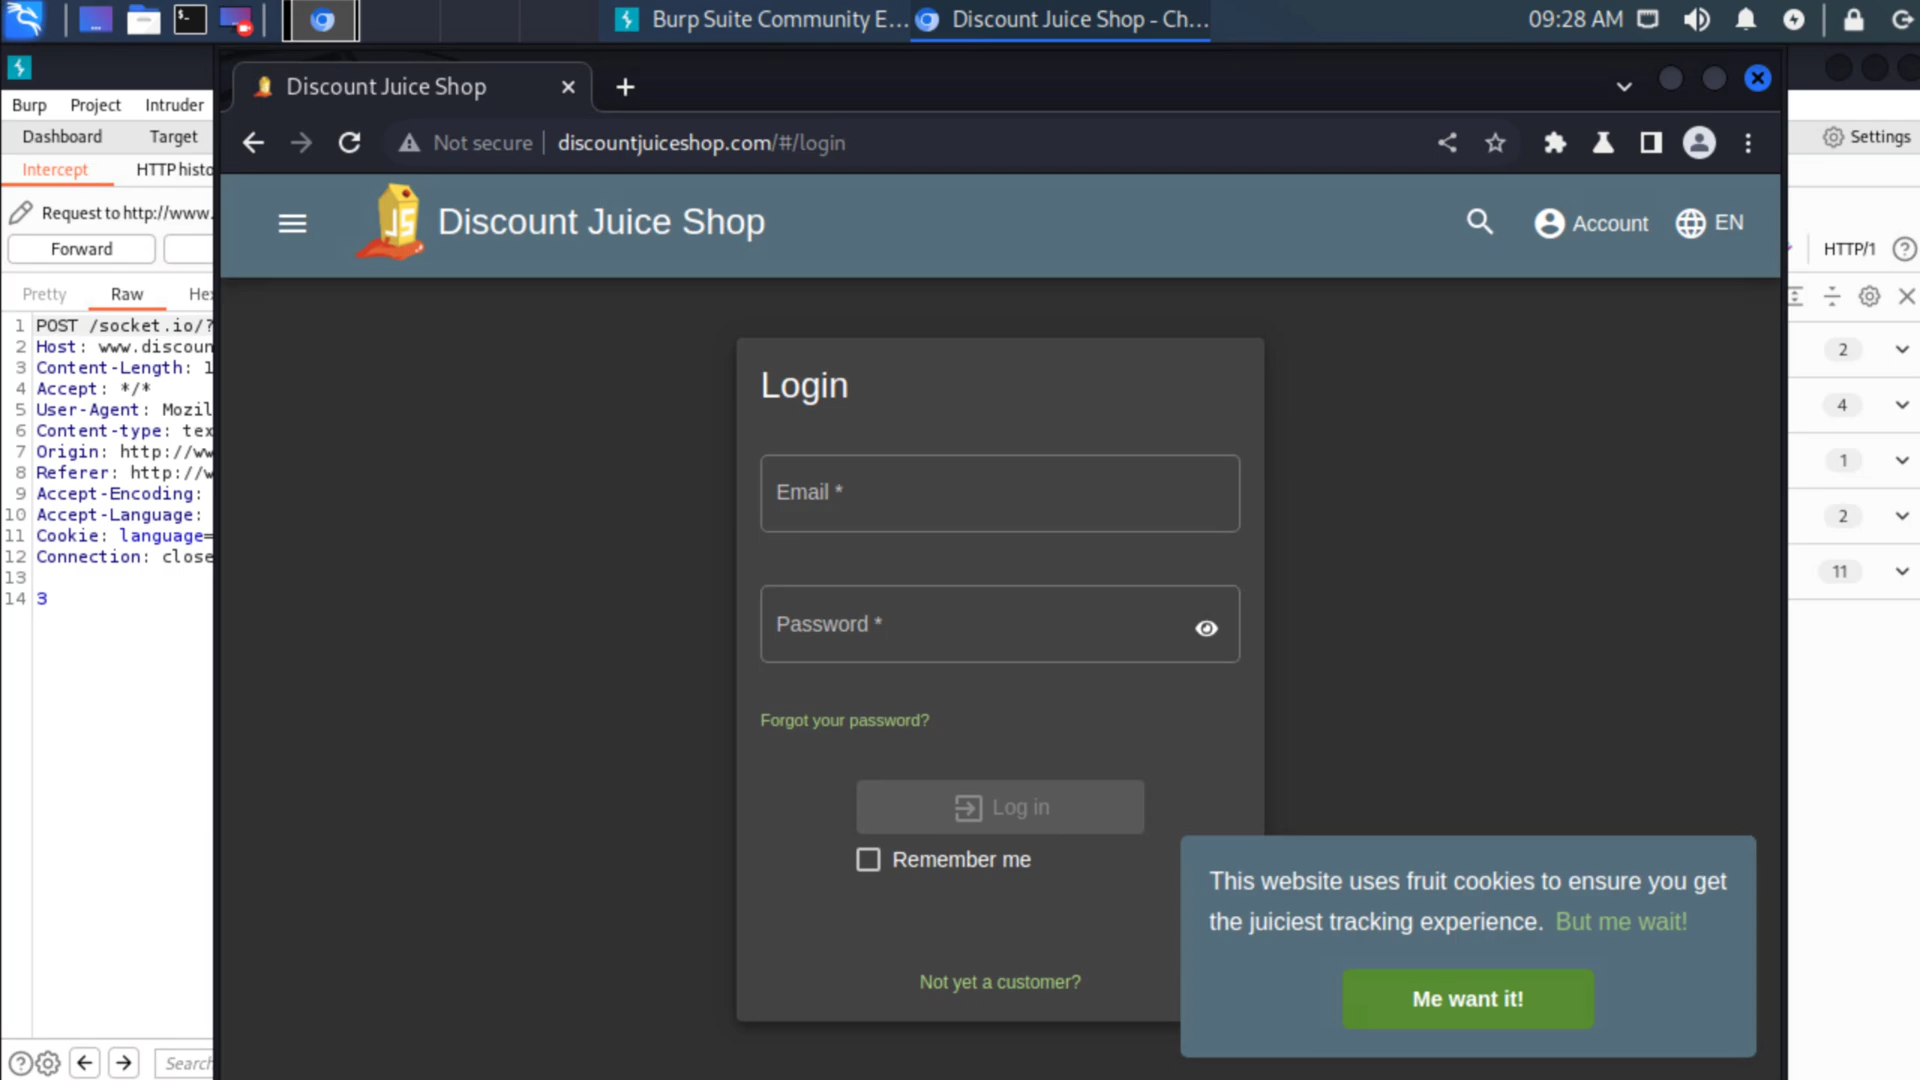 Burp Suite Community E...
Discount Juice Shop - Ch...
09:28 AM
Discount Juice Shop
Burp Project Intruder
Dashboard Target
Settings
Not secure discountjuiceshop.com/#/login
Intercept HTTP histo
Request to http://www.
Forward
HTTP/1
JS Discount Juice Shop
Account
EN
Pretty Raw Hex
1 POST /socket.io/?
2 Host: www.discoun
3 Content-Length: 1
4 Accept: */*
5 User-Agent: Mozil
6 Content-type: tex
7 Origin: http://ww
8 Referer: http://w
9 Accept-Encoding:
10 Accept-Language:
11 Cookie: language=
12 Connection: close
13
14 3
2
4
1
2
11
Login
Email *
Password *
Forgot your password?
Log in
Remember me
Not yet a customer?
This website uses fruit cookies to ensure you get
the juiciest tracking experience. But me wait!
Me want it!
Search